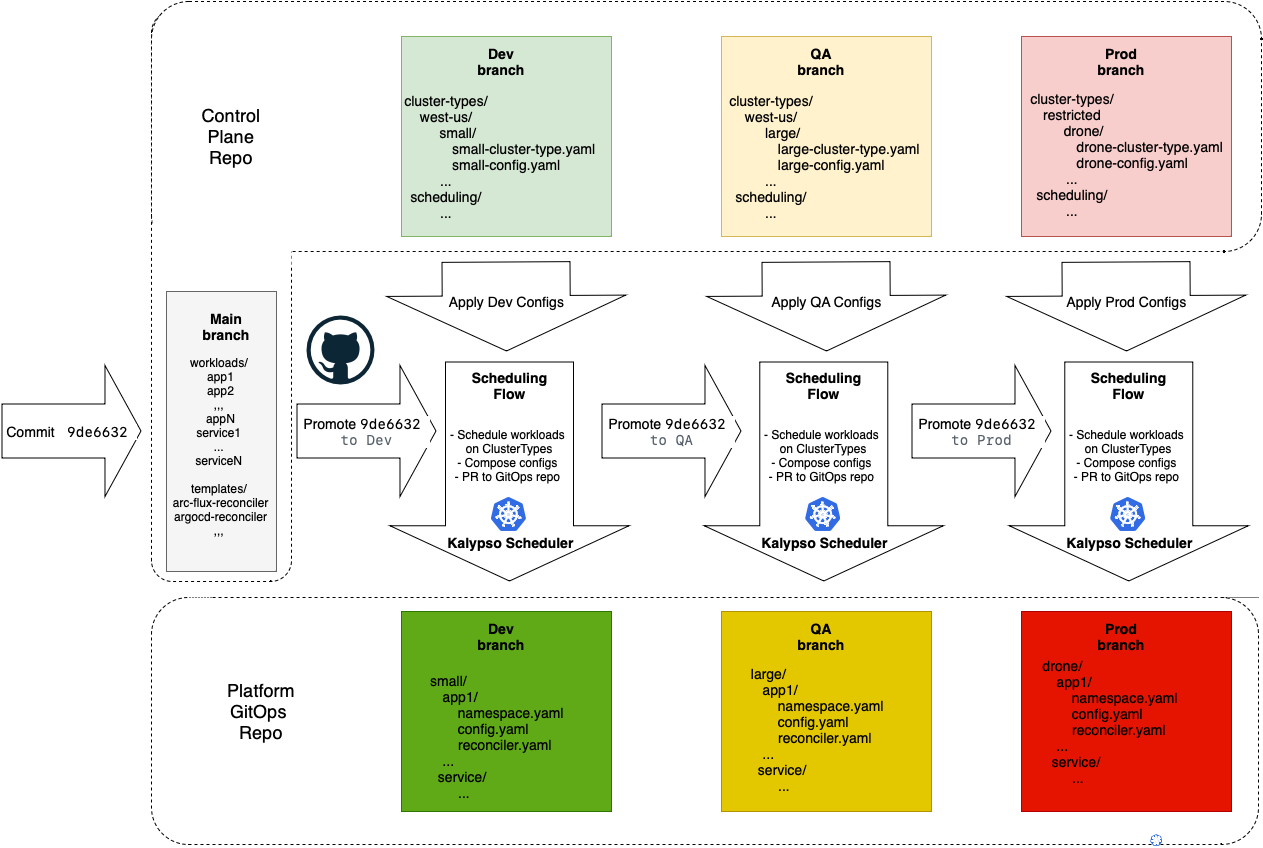 Control
Plane
Repo
Dev
branch
cluster-types/
west-us/
small/
small-cluster-type.yaml
small-config.yaml
...
scheduling/
...
QA
branch
cluster-types/
west-us/
large/
large-cluster-type.yaml
large-config.yaml
...
scheduling/
...
Prod
branch
cluster-types/
restricted
drone/
drone-cluster-type.yaml
drone-config.yaml
...
scheduling/
...
Apply Dev Configs
Apply QA Configs
Apply Prod Configs
Commit 9de6632
Main
branch
workloads/
app1
app2
,,,
appN
service1
...
serviceN
templates/
arc-flux-reconciler
argocd-reconciler
,,,
Promote 9de6632
to Dev
Scheduling
Flow
- Schedule workloads
on ClusterTypes
- Compose configs
- PR to GitOps repo
Kalypso Scheduler
Promote 9de6632
to QA
Scheduling
Flow
- Schedule workloads
on ClusterTypes
- Compose configs
- PR to GitOps repo
Kalypso Scheduler
Promote 9de6632
to Prod
Scheduling
Flow
- Schedule workloads
on ClusterTypes
- Compose configs
- PR to GitOps repo
Kalypso Scheduler
Platform
GitOps
Repo
Dev
branch
small/
app1/
namespace.yaml
config.yaml
reconciler.yaml
...
service/
...
QA
branch
large/
app1/
namespace.yaml
config.yaml
reconciler.yaml
...
service/
...
Prod
branch
drone/
app1/
namespace.yaml
config.yaml
reconciler.yaml
...
service/
...